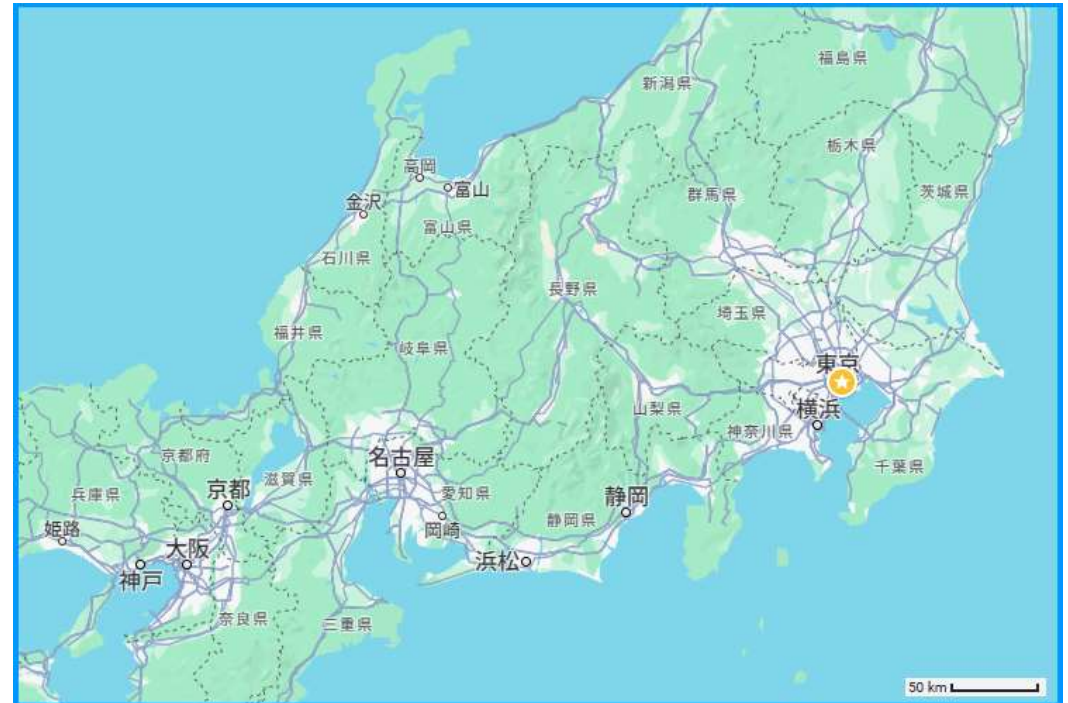 福島県
新潟県
栃木県
高岡
富山
群馬県
茨城県
金沢
富山県
石川県
長野県
埼玉県
福井県
岐阜県
東京
山梨県
横浜
神奈川県
京都府
名古屋
千葉県
滋賀県
兵庫県
京都
愛知県
静岡
静岡県
姫路
岡崎
大阪
浜松
神戸
奈良県
三重県
50 km